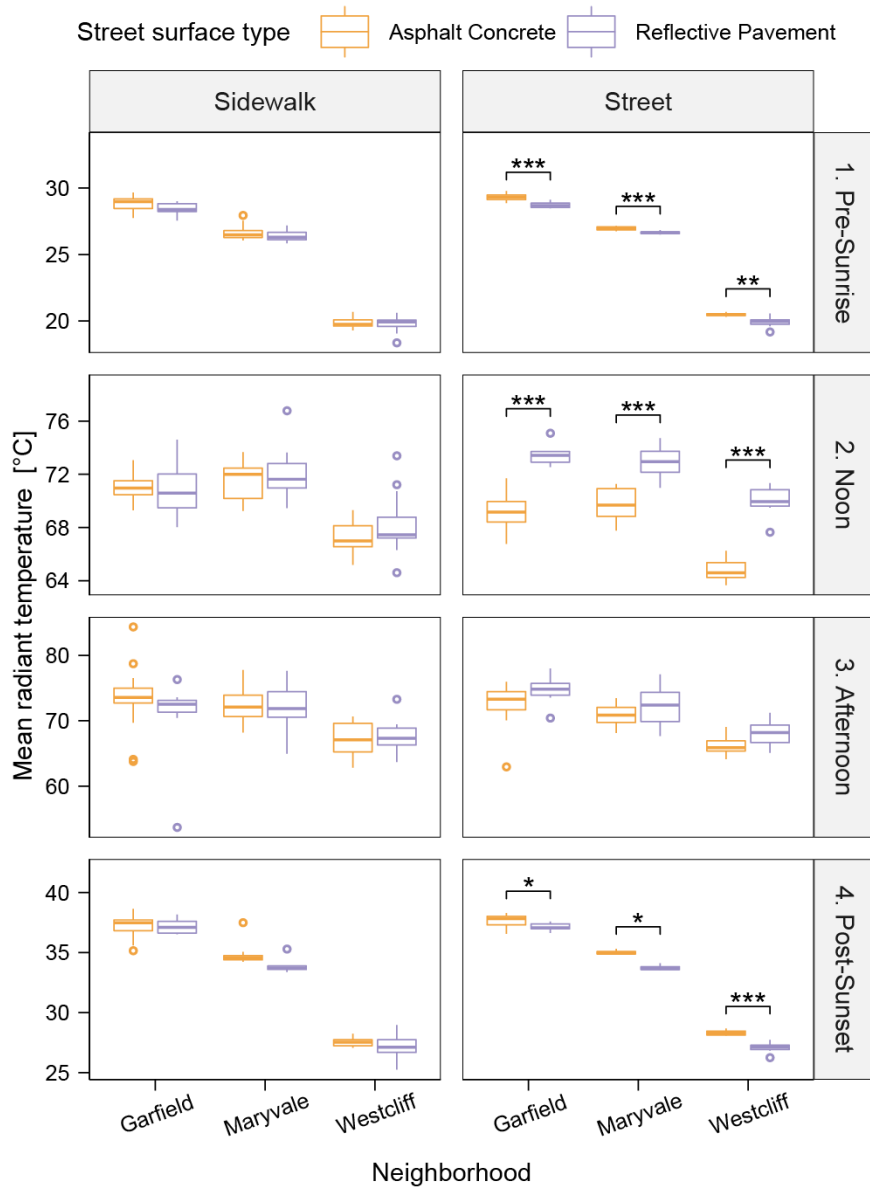 Street surface type Asphalt Concrete Reflective Pavement
Sidewalk Street
Mean radiant temperature [°C]
30
25
20
*** *** **
1. Pre-Sunrise
76
72
68
64
*** *** ***
2. Noon
80
70
60
3. Afternoon
40
35
30
25
* * ***
4. Post-Sunset
Garfield Maryvale Westcliff Garfield Maryvale Westcliff
Neighborhood